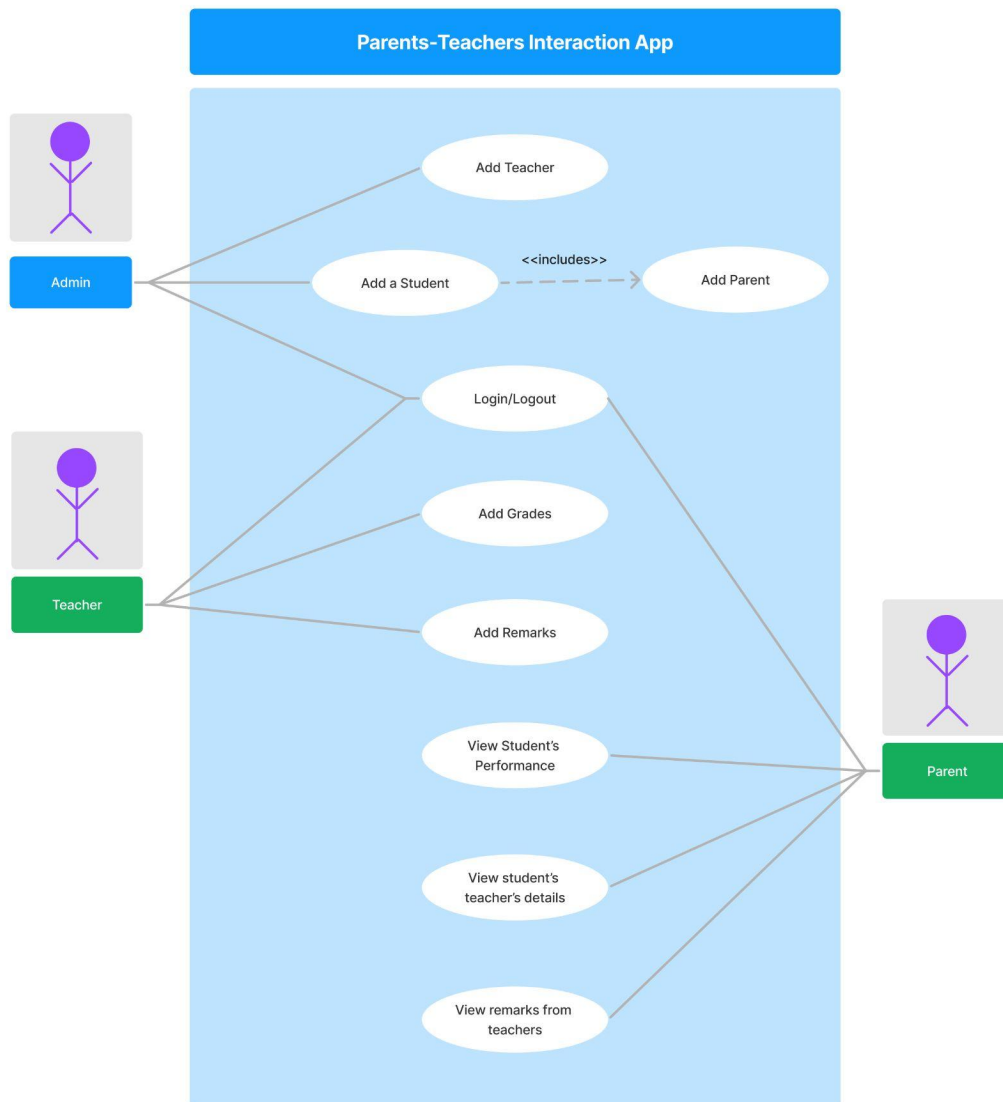 Parents-Teachers Interaction App
Add Teacher
Admin
Add a Student
<<includes>>
Add Parent
Login/Logout
Add Grades
Teacher
Add Remarks
View Student’s
Performance
Parent
View student’s
teacher’s details
View remarks from
teachers